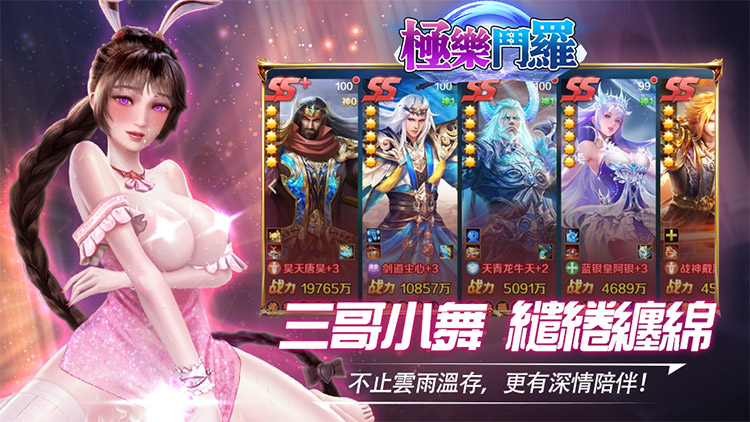 極樂鬥羅
SS+
100
神0
SS
100
神1
SS
100
神1
SS
99
神1
SS
昊天唐昊+3
剑道尘心+3
天青龙牛天+2
蓝银皇阿银+3
战神戴
战力 19765万
战力 10857万
战力 5091万
战力 4689万
战力 45
三哥小舞 繾綣纏綿
不止雲雨溫存,更有深情陪伴!